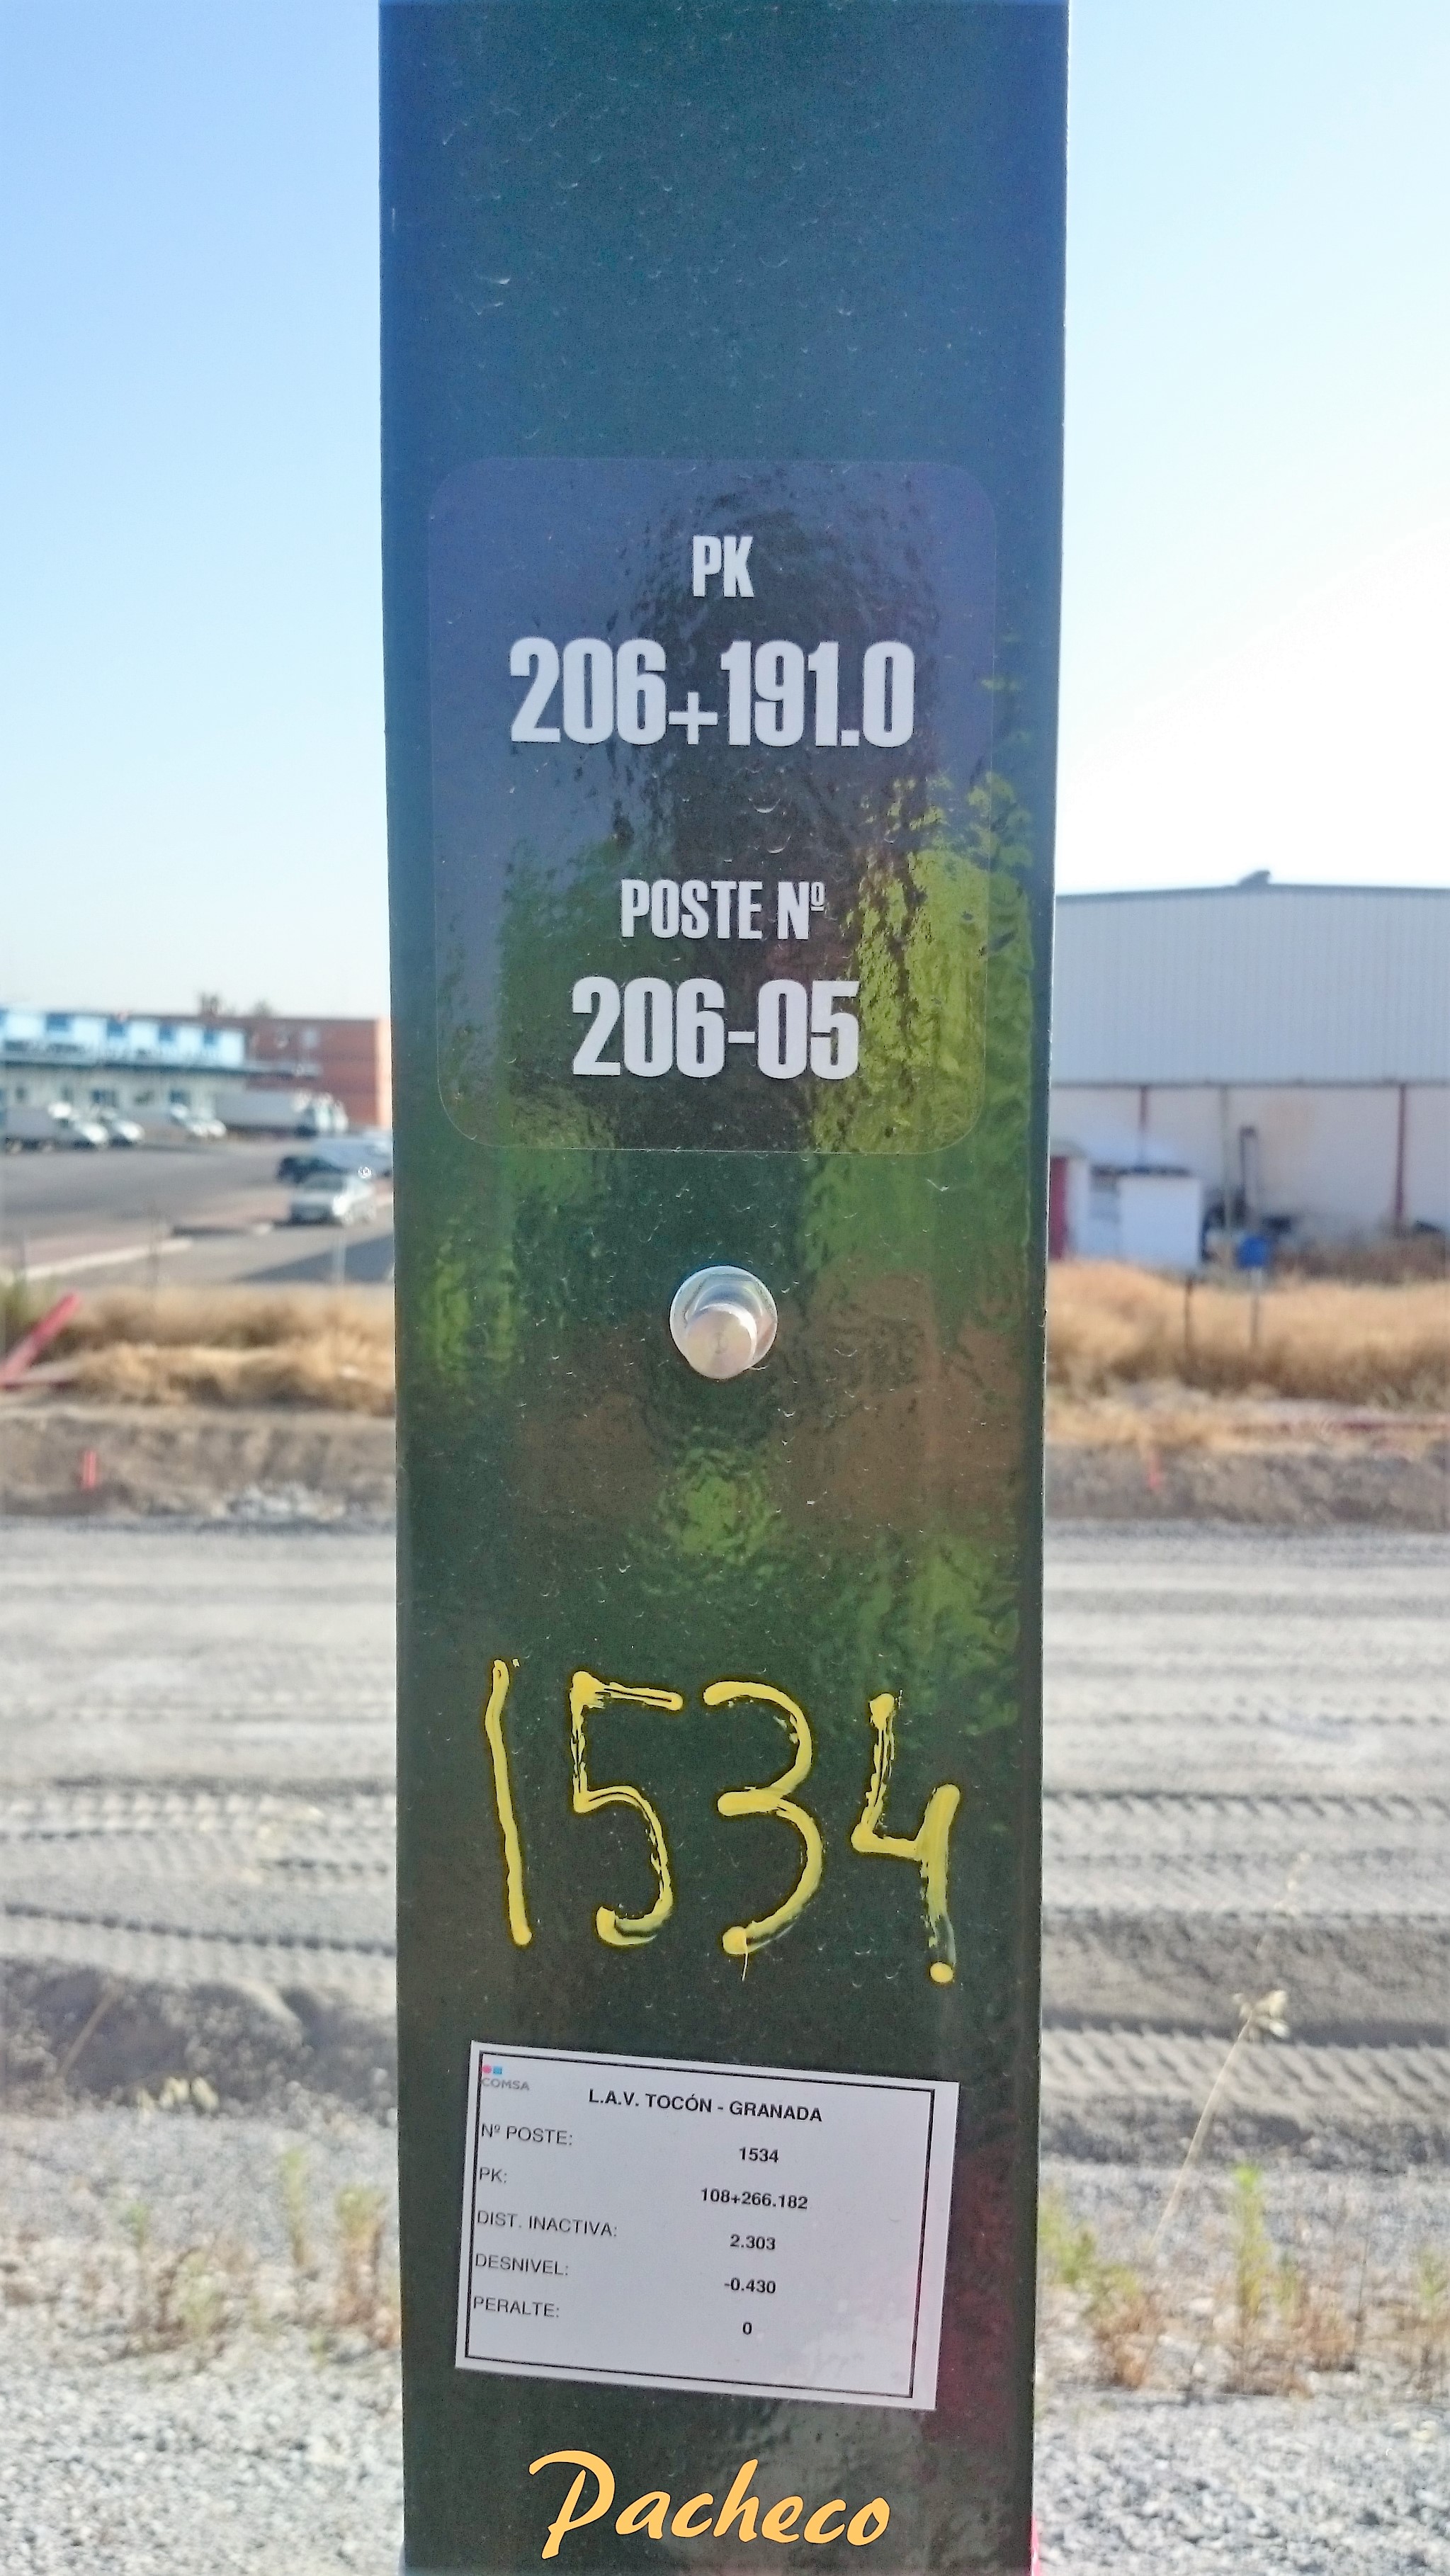 PK
206+191.0
POSTE Nº
206-05
1534
COMSA
L.A.V. TOCÓN - GRANADA
Nº POSTE: 1534
PK: 108+266.182
DIST. INACTIVA: 2.303
DESNIVEL: -0.430
PERALTE: 0
Pacheco